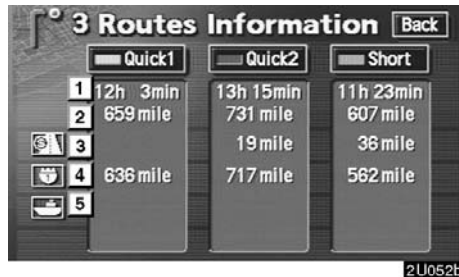 3 Routes Information Back
Quick1 Quick2 Short
1 12h 3min 13h 15min 11h 23min
2 659 mile 731 mile 607 mile
3 19 mile 36 mile
4 636 mile 717 mile 562 mile
5
2U052b